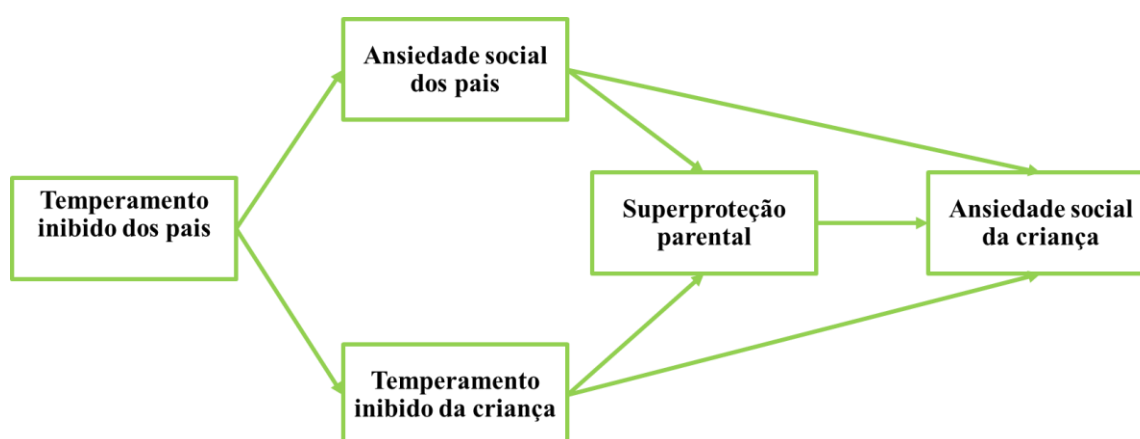 Ansiedade social
dos pais
Temperamento
inibido dos pais
Superproteção
parental
Ansiedade social
da criança
Temperamento
inibido da criança